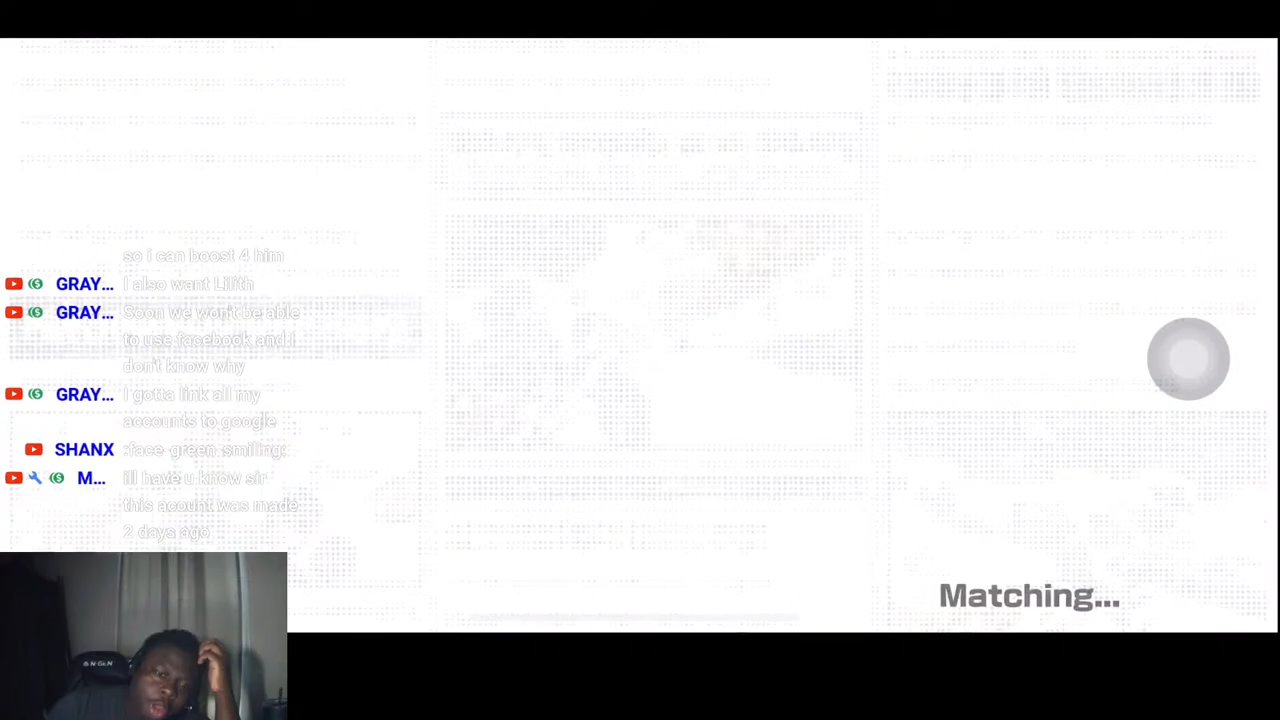 so I can boost 4 him
GRAY... I also want Lilith
GRAY... Soon we won't be able
to use facebook and I
don't know why
GRAY... I gotta link all my
accounts to google
SHANX :face-green-smiling:
M... ill have u know sir
this acount was made
2 days ago
Matching...